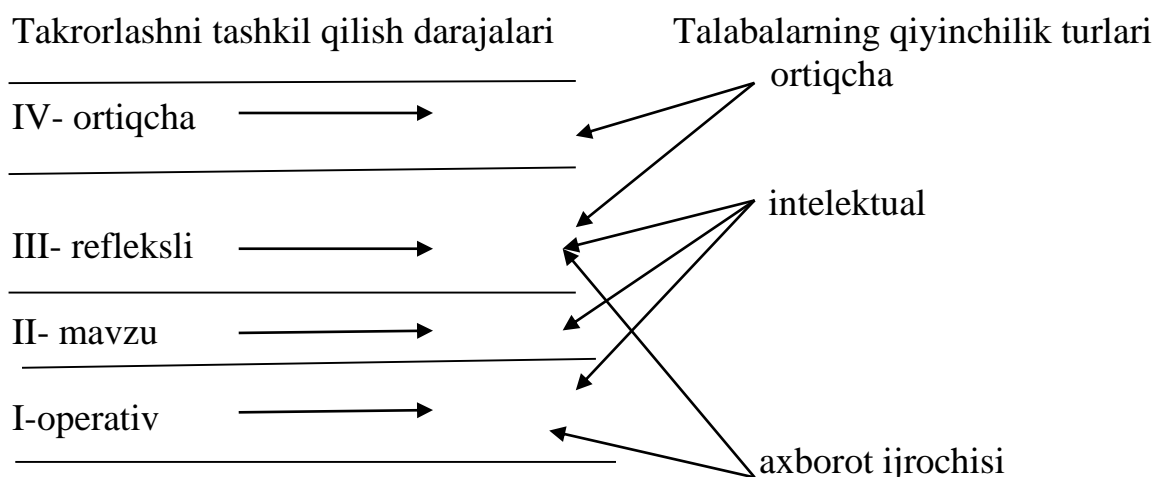 Takrorlashni tashkil qilish darajalari
Talabalarning qiyinchilik turlari
ortiqcha
IV- ortiqcha
intelektual
III- refleksli
II- mavzu
I-operativ
axborot ijrochisi